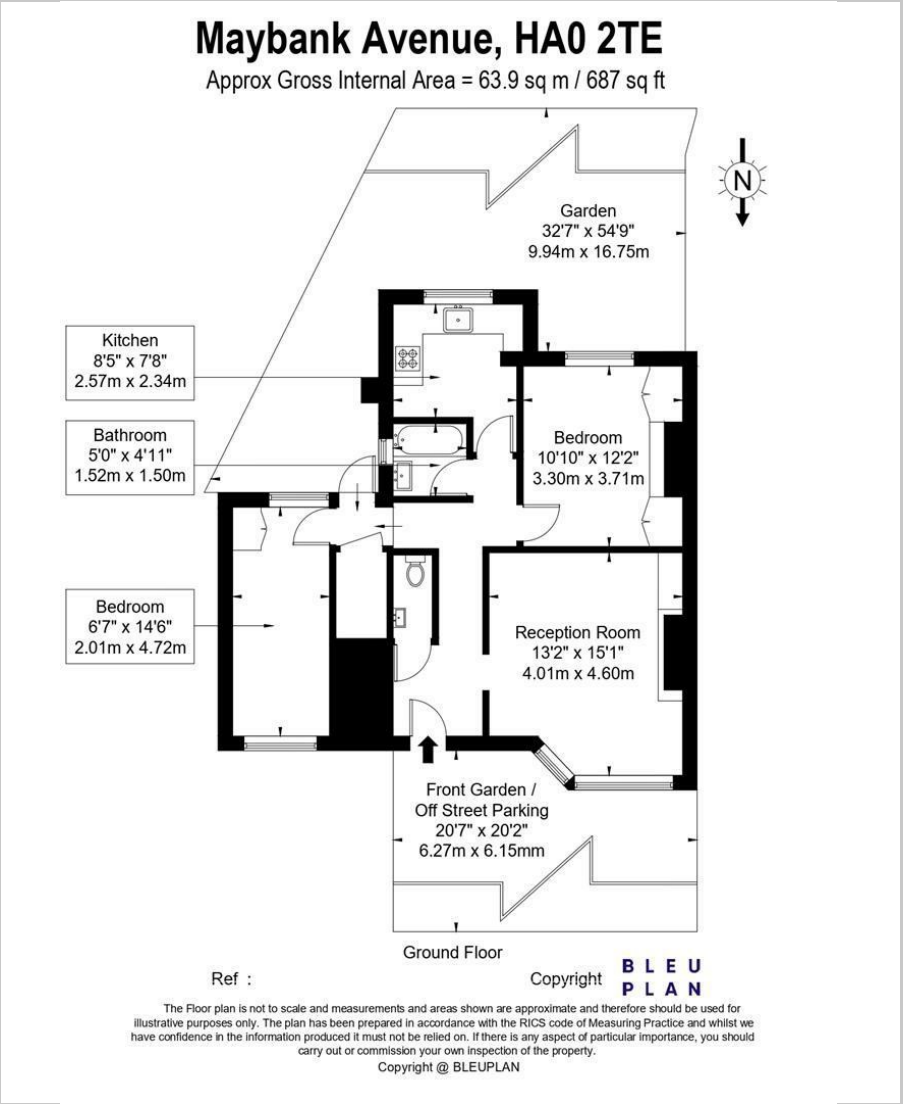 Maybank Avenue, HA0 2TE
Approx Gross Internal Area = 63.9 sq m / 687 sq ft
N
Garden
32'7" x 54'9"
9.94m x 16.75m
Kitchen
8'5" x 7'8"
2.57m x 2.34m
Bathroom
5'0" x 4'11"
1.52m x 1.50m
Bedroom
10'10" x 12'2"
3.30m x 3.71m
Bedroom
6'7" x 14'6"
2.01m x 4.72m
Reception Room
13'2" x 15'1"
4.01m x 4.60m
Front Garden /
Off Street Parking
20'7" x 20'2"
6.27m x 6.15mm
Ground Floor
Ref :
Copyright
BLEU
PLAN
The Floor plan is not to scale and measurements and areas shown are approximate and therefore should be used for
illustrative purposes only. The plan has been prepared in accordance with the RICS code of Measuring Practice and whilst we
have confidence in the information produced it must not be relied on. If there is any aspect of particular importance, you should
carry out or commission your own inspection of the property.
Copyright @ BLEUPLAN